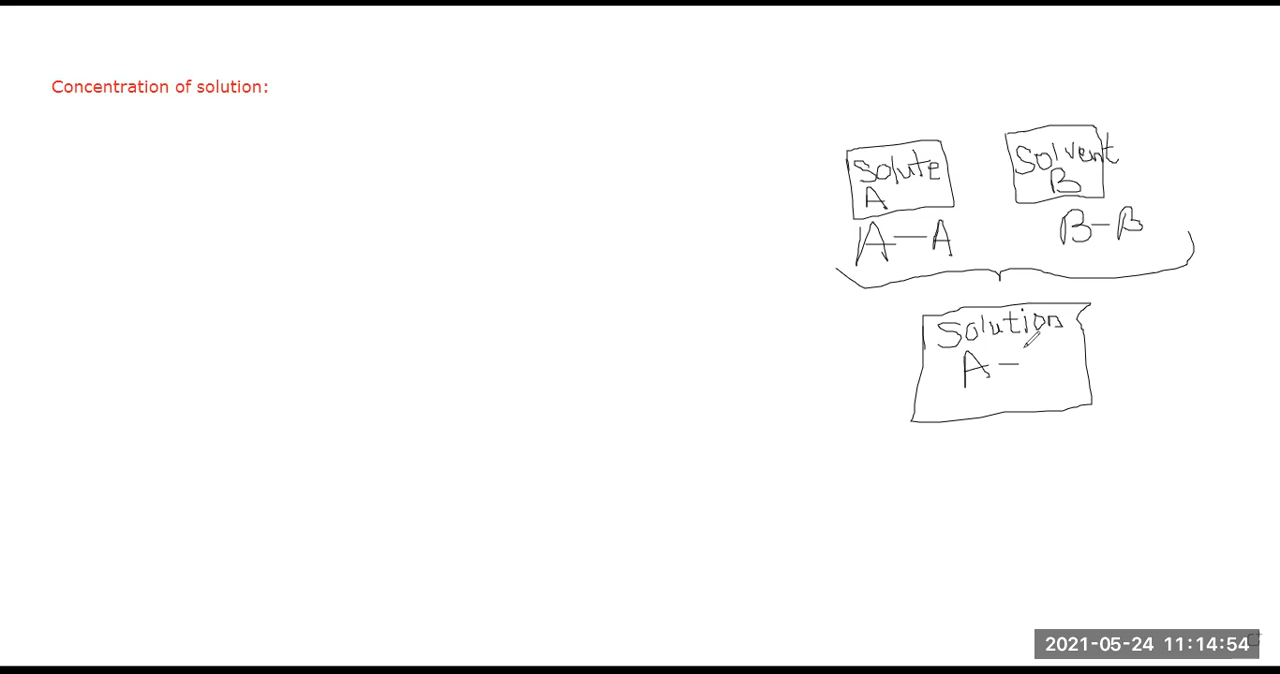 Concentration of solution:
Solute
A
Solvent
B
A—A
B-B
Solution
A —
2021-05-24 11:14:54